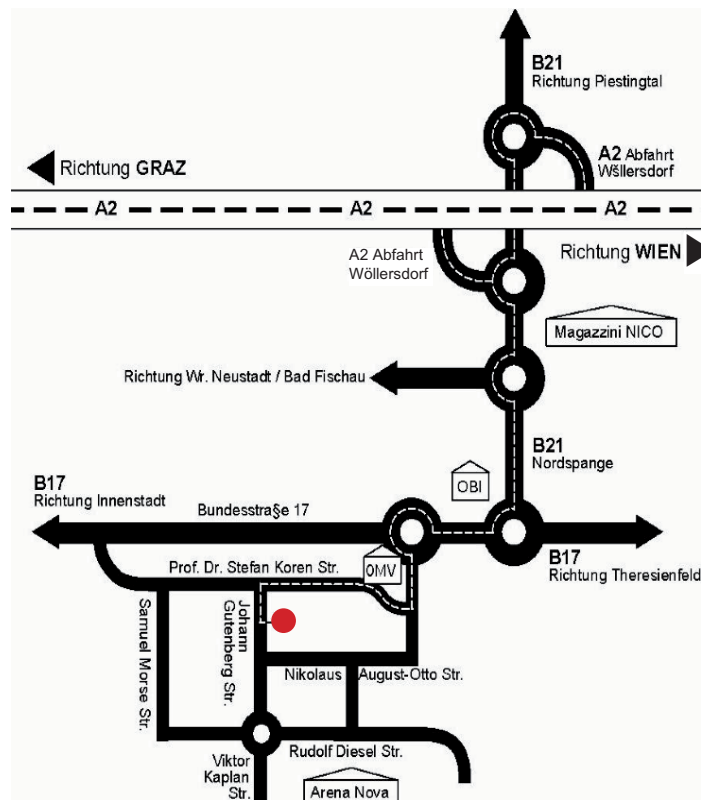 B21
Richtung Piestingtal
A2 Abfahrt
Wšllersdorf
Richtung GRAZ
A2 A2 A2
A2 Abfahrt
Wöllersdorf
Richtung WIEN
Magazzini NICO
Richtung Wr. Neustadt / Bad Fischau
B21
Nordspange
OBI
B17
Richtung Innenstadt
Bundesstra§e 17
B17
Richtung Theresienfeld
Prof. Dr. Stefan Koren Str.
OMV
Samuel Morse Str.
Johann
Gutenberg Str.
Nikolaus August-Otto Str.
Viktor
Kaplan
Str.
Rudolf Diesel Str.
Arena Nova